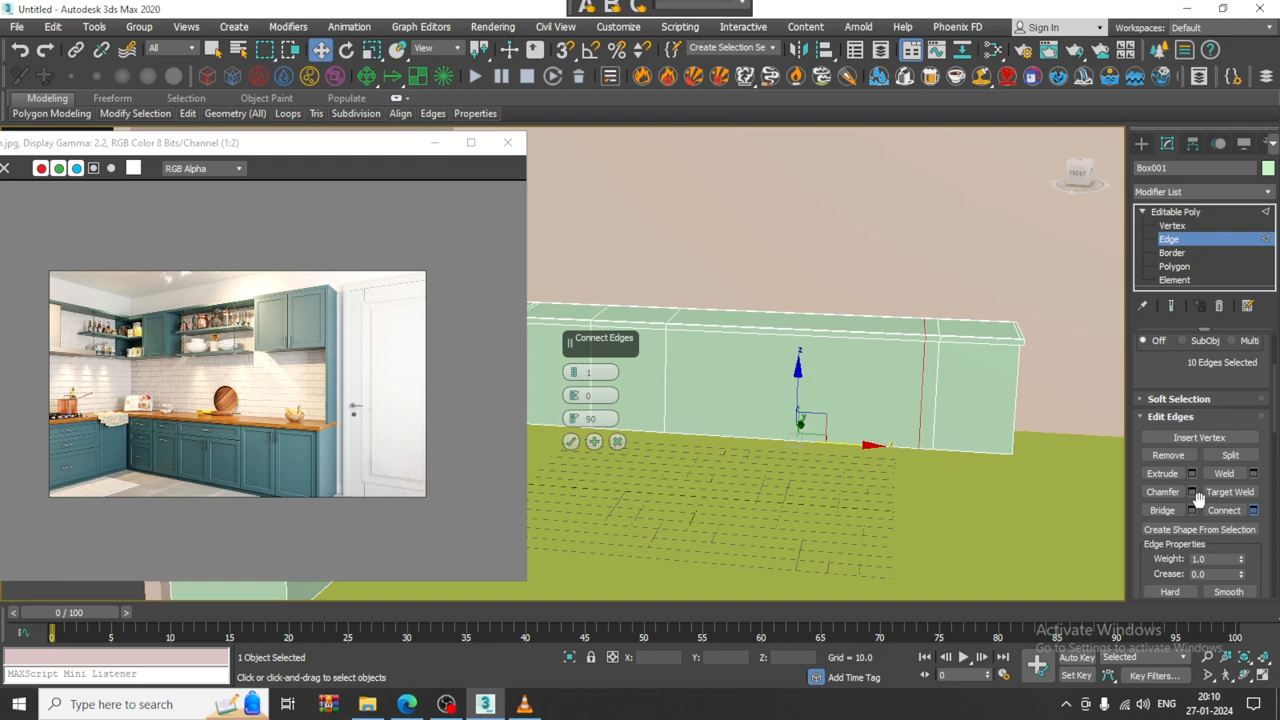 Untitled - Autodesk 3ds Max 2020
File Edit Tools Group Views Create Modifiers Animation Graph Editors Rendering Civil View Customize Scripting Interactive Content Arnold Help Phoenix FD Sign In Workspaces: Default
All View Create Selection Se
Modeling Freeform Selection Object Paint Populate
Polygon Modeling Modify Selection Edit Geometry (All) Loops Tris Subdivision Align Edges Properties
.jpg, Display Gamma: 2.2, RGB Color 8 Bits/Channel (1:2)
RGB Alpha
FRONT
Box001
Modifier List
Editable Poly
Vertex
Edge
Border
Polygon
Element
Off SubObj Multi
10 Edges Selected
Soft Selection
Edit Edges
Insert Vertex
Remove Split
Extrude Weld
Chamfer Target Weld
Bridge Connect
Create Shape From Selection
Edge Properties
Weight: 1.0
Crease: 0.0
Hard Smooth
Connect Edges
1
0
90
z
y
0 / 100
0 5 10 15 20 25 30 35 40 45 50 55 60 65 70 75 80 85 90 95 100
Activate Windows
Go to Settings to activate Windows.
MAXScript Mini Listener
1 Object Selected
Click or click-and-drag to select objects
X: Y: Z: Grid = 10.0
Add Time Tag
0
Auto Key Selected
Set Key Key Filters...
Type here to search
ENG
20:10
27-01-2024